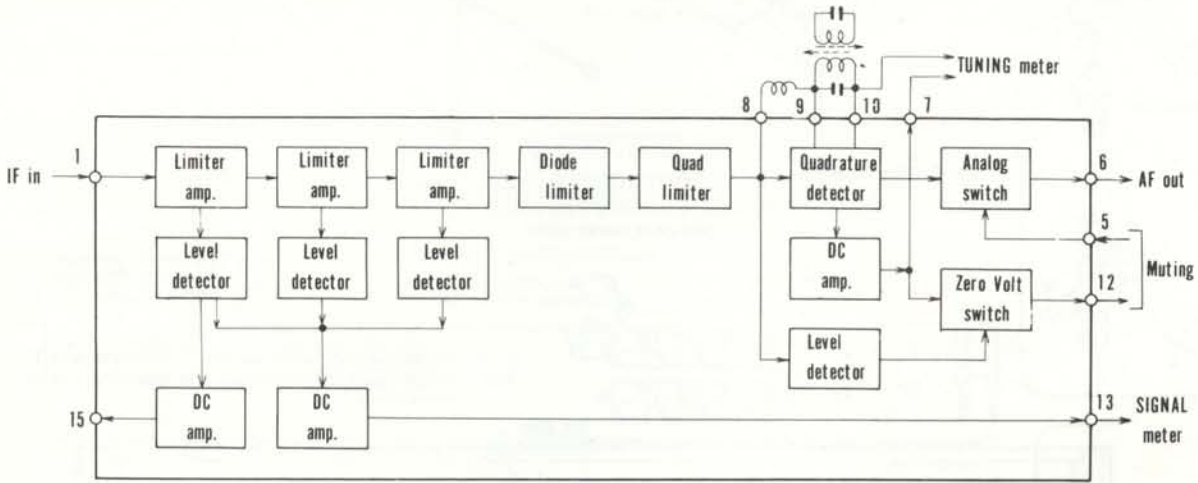 TUNING meter
8
9
10
7
1
IF in
Limiter
amp.
Limiter
amp.
Limiter
amp.
Diode
limiter
Quad
limiter
Quadrature
detector
Analog
switch
6
AF out
5
Level
detector
Level
detector
Level
detector
DC
amp.
Zero Volt
switch
12
Muting
Level
detector
15
DC
amp.
DC
amp.
13
SIGNAL
meter